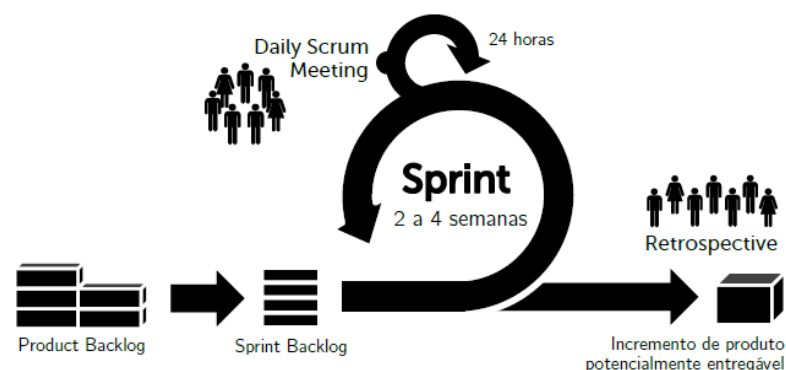 Daily Scrum
Meeting
24 horas
Sprint
2 a 4 semanas
Retrospective
Product Backlog
Sprint Backlog
Incremento de produto
potencialmente entregável